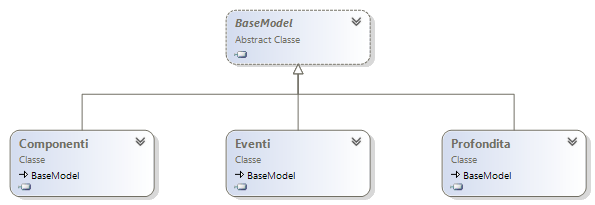 BaseModel
Abstract Classe
Componenti
Classe
BaseModel
Eventi
Classe
BaseModel
Profondita
Classe
BaseModel